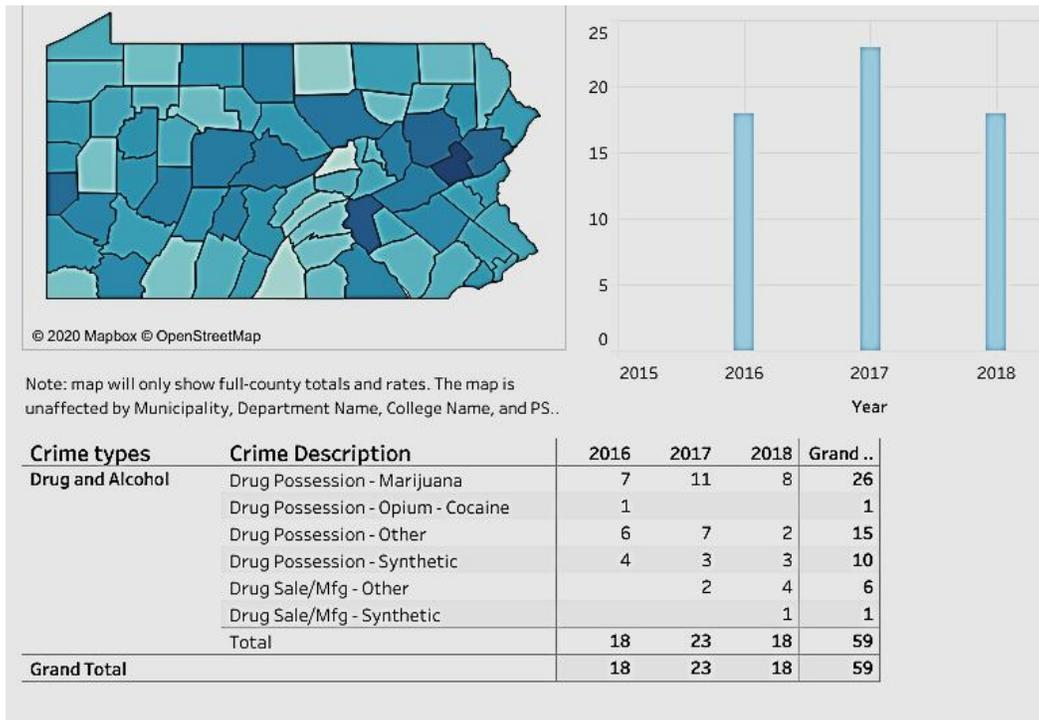 © 2020 Mapbox © OpenStreetMap
Note: map will only show full-county totals and rates. The map is
unaffected by Municipality, Department Name, College Name, and PS..
25
20
15
10
5
0
2015 2016 2017 2018
Year
Crime types Crime Description 2016 2017 2018 Grand ..
Drug and Alcohol Drug Possession - Marijuana 7 11 8 26
Drug Possession - Opium - Cocaine 1 1
Drug Possession - Other 6 7 2 15
Drug Possession - Synthetic 4 3 3 10
Drug Sale/Mfg - Other 2 4 6
Drug Sale/Mfg - Synthetic 1 1
Total 18 23 18 59
Grand Total 18 23 18 59